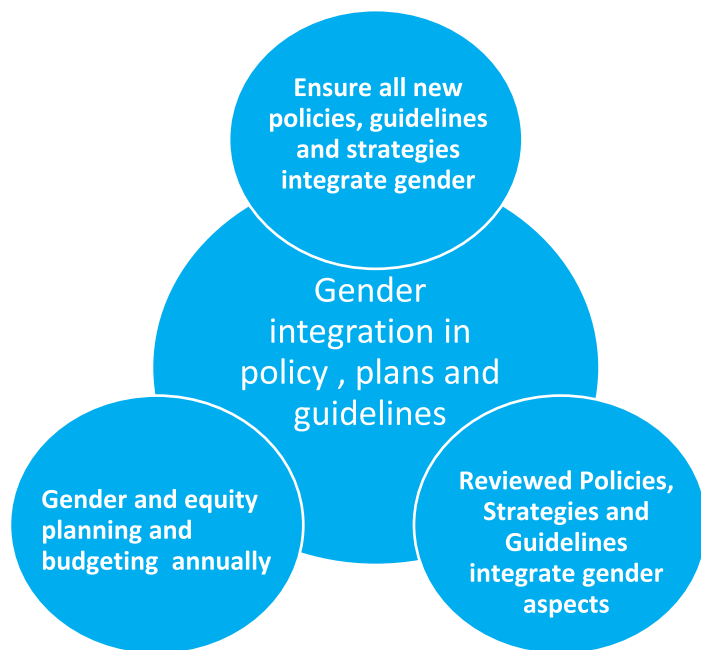 Ensure all new
policies, guidelines
and strategies
integrate gender
Gender
integration in
policy , plans and
guidelines
Gender and equity
planning and
budgeting  annually
Reviewed Policies,
Strategies and
Guidelines
integrate gender
aspects